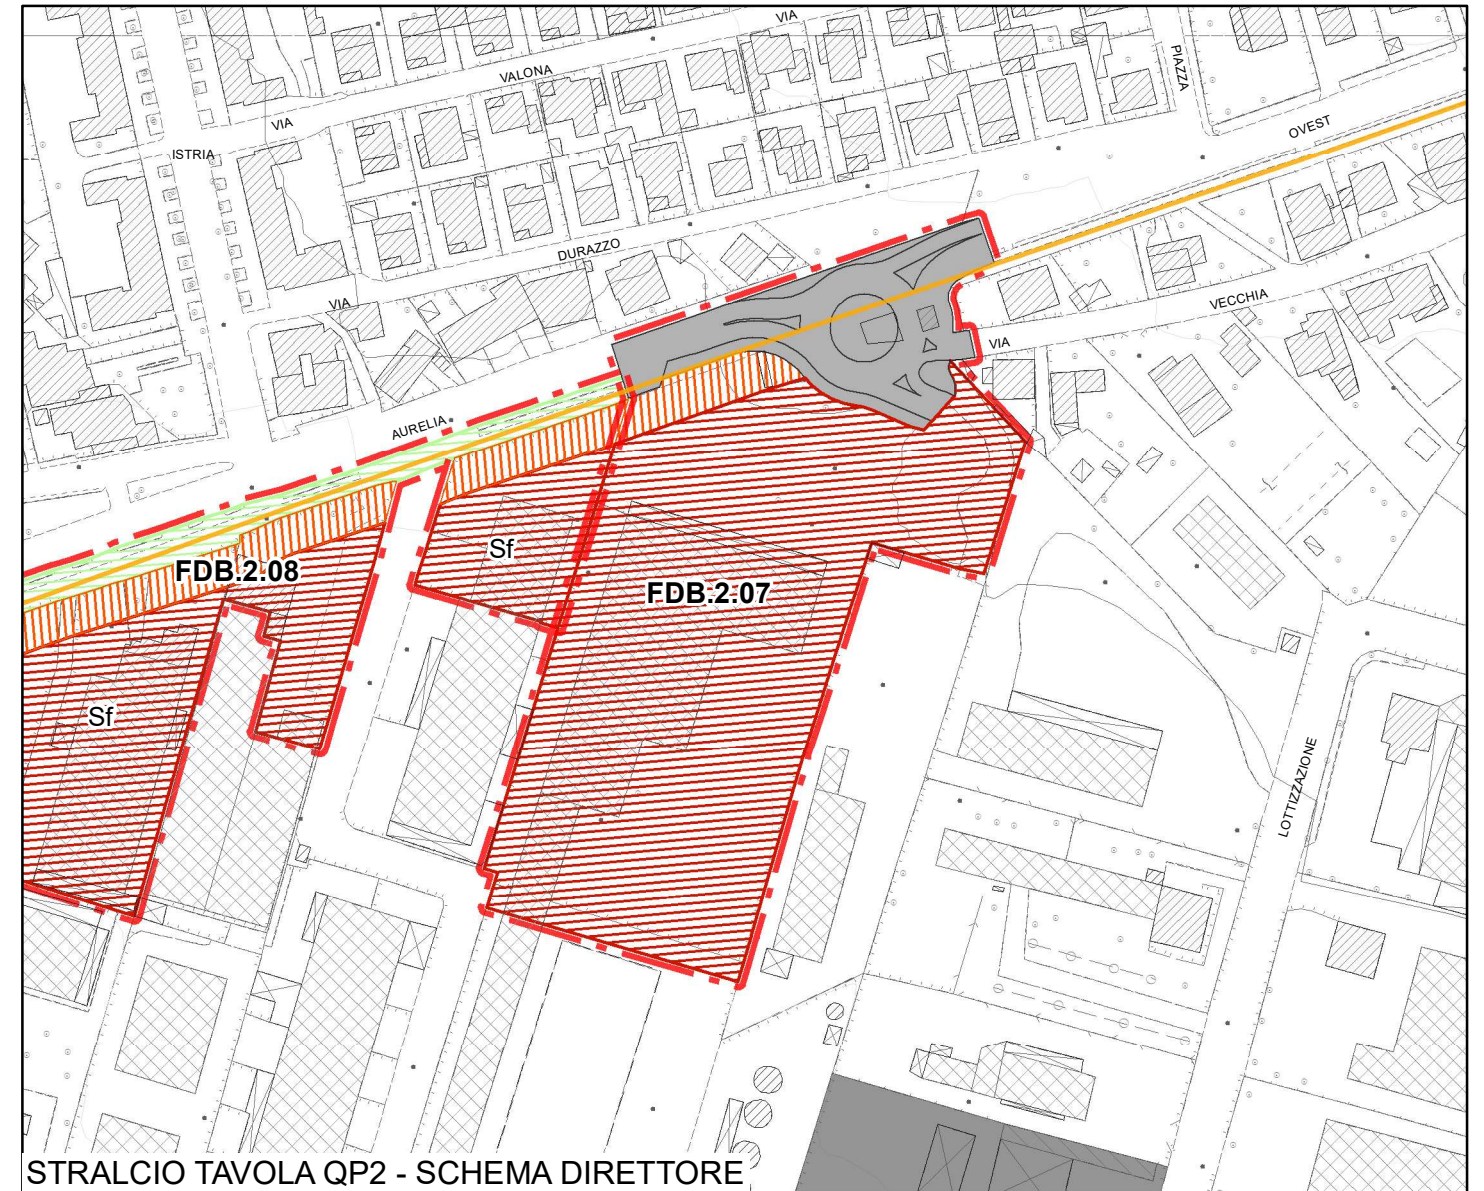 VIA
PIAZZA
VALONA
OVEST
VIA
ISTRIA
DURAZZO
VIA
VECCHIA
VIA
AURELIA
Sf
FDB.2.08
FDB.2.07
Sf
LOTTIZZAZIONE
STRALCIO TAVOLA QP2 - SCHEMA DIRETTORE